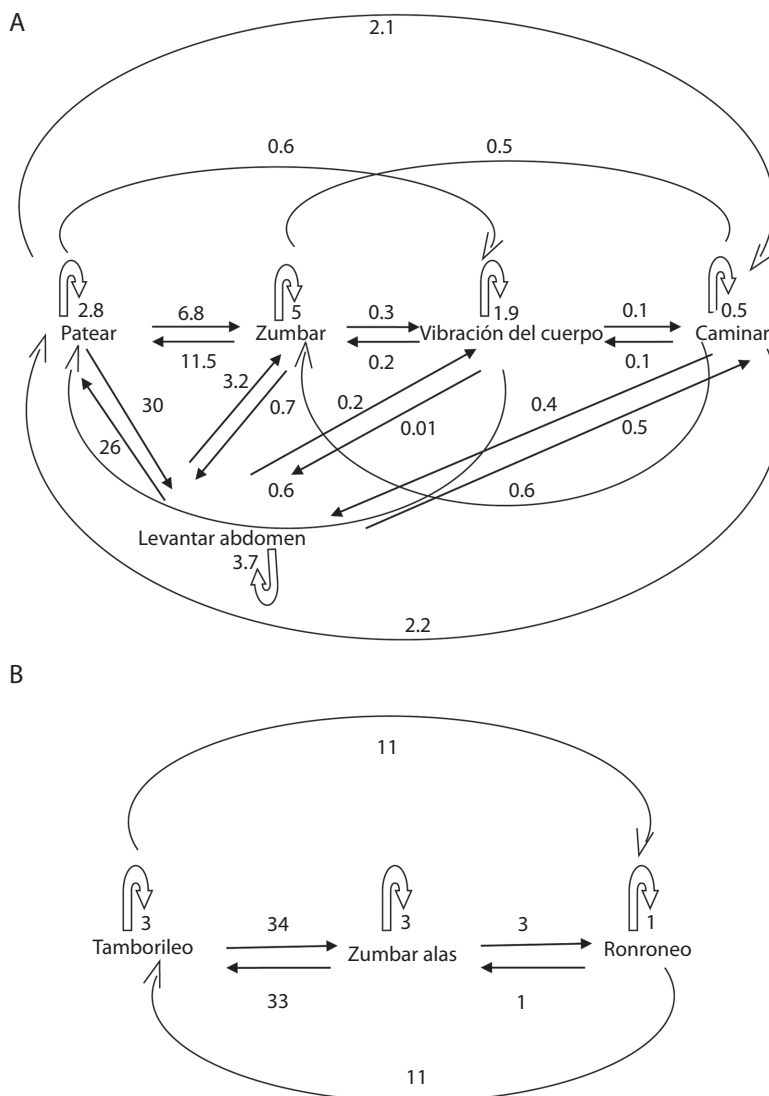 A
2.1
0.6 0.5
2.8 5 1.9 0.5
Patear 6.8 Zumbar 0.3 Vibración del cuerpo 0.1 Caminar
11.5 0.2 0.1
30 3.2 0.7 0.2 0.4
26 0.01 0.5
0.6 0.6
Levantar abdomen
3.7
2.2
B
11
3 3 1
Tamborileo 34 Zumbar alas 3 Ronroneo
33 1
11